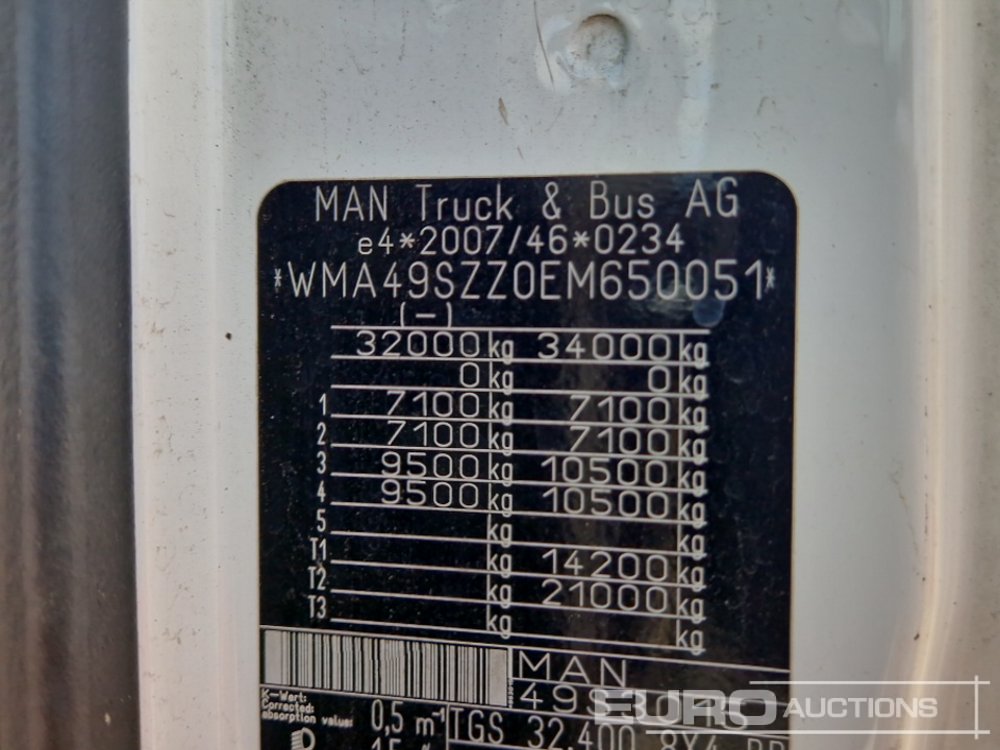 MAN Truck & Bus AG
e4*2007/46*0234
*WMA49SZZ0EM650051*
(-)
32000 kg 34000 kg
0 kg 0 kg
1 7100 kg 7100 kg
2 7100 kg 7100 kg
3 9500 kg 10500 kg
4 9500 kg 10500 kg
5 kg kg
T1 kg 14200 kg
T2 kg 21000 kg
T3 kg kg
MAN
49S
K-Wert:
Corrected
absorption value: 0,5 m⁻¹
TGS 32.400 8X4 BB
EURO AUCTIONS